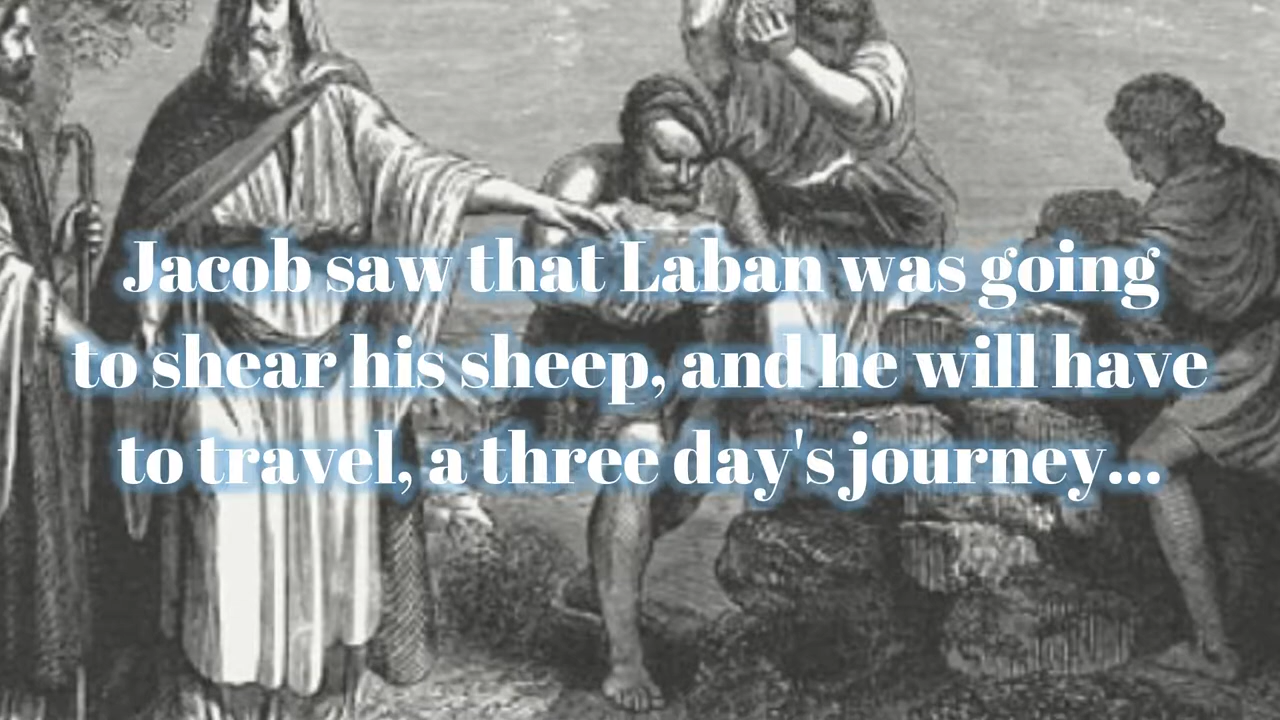 Jacob saw that Laban was going
to shear his sheep, and he will have
to travel, a three day's journey...